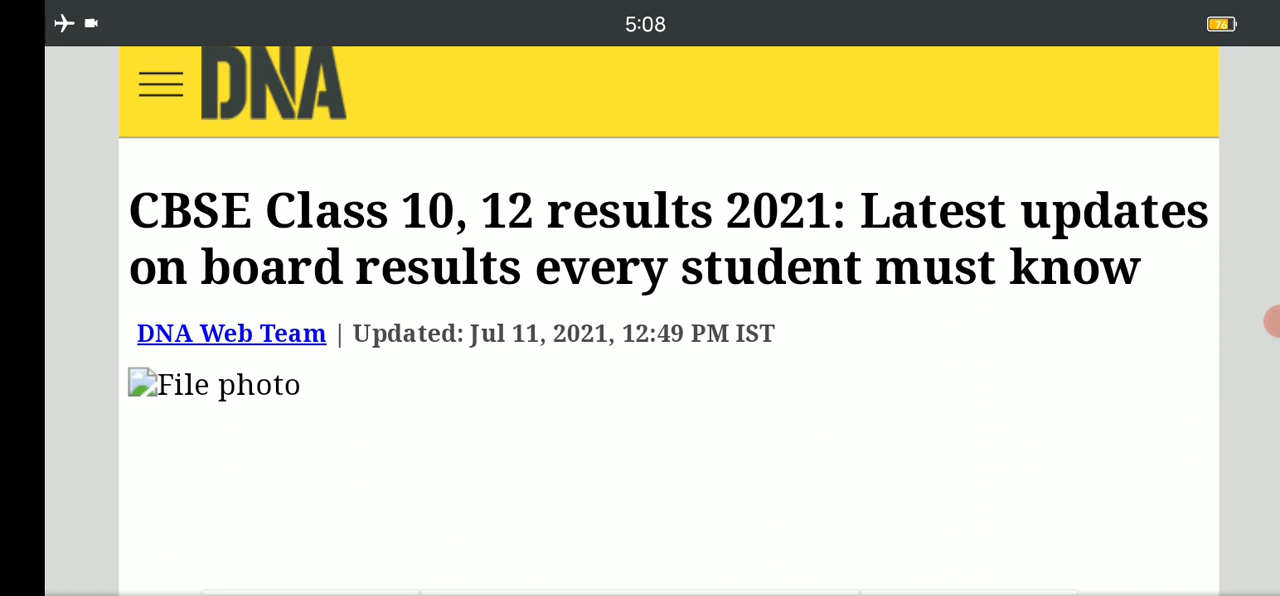 5:08
76
DNA
CBSE Class 10, 12 results 2021: Latest updates
on board results every student must know
DNA Web Team | Updated: Jul 11, 2021, 12:49 PM IST
File photo